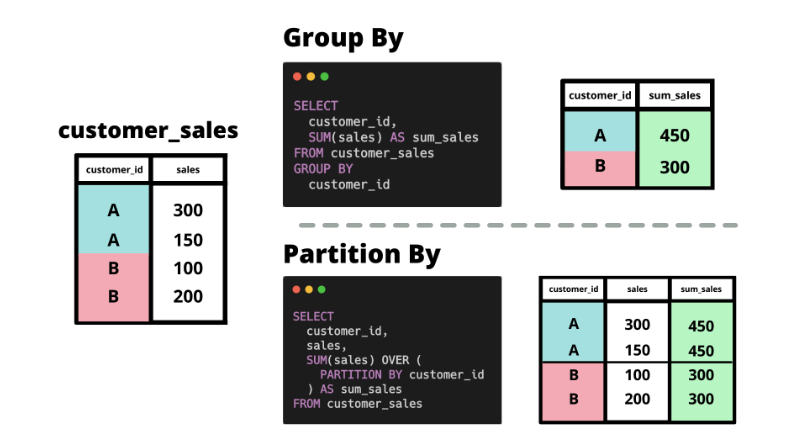 customer_sales
customer_id sales
A 300
A 150
B 100
B 200
Group By
SELECT
customer_id,
SUM(sales) AS sum_sales
FROM customer_sales
GROUP BY
customer_id
customer_id sum_sales
A 450
B 300
Partition By
SELECT
customer_id,
sales,
SUM(sales) OVER (
PARTITION BY customer_id
) AS sum_sales
FROM customer_sales
customer_id sales sum_sales
A 300 450
A 150 450
B 100 300
B 200 300